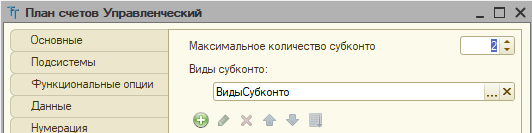 План счетов Управленческий
Основные
Подсистемы
Функциональные опции
Данные
Нумерация
Максимальное количество субконто 2
Виды субконто:
ВидыСубконто ...